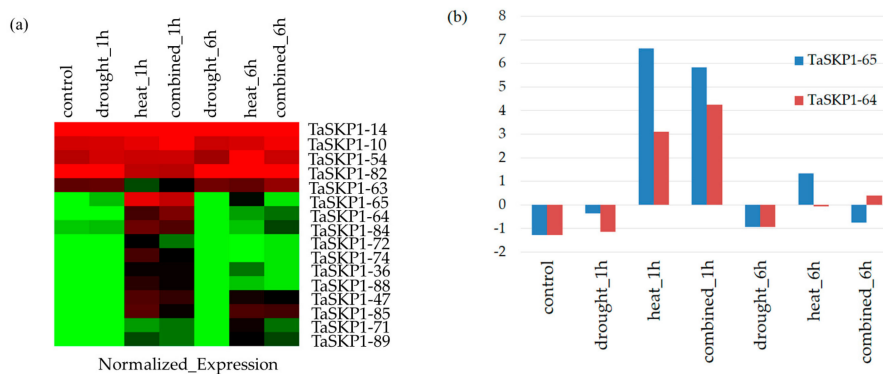 (a)
control
drought_1h
heat_1h
combined_1h
drought_6h
heat_6h
combined_6h
TaSKP1-14
TaSKP1-10
TaSKP1-54
TaSKP1-82
TaSKP1-63
TaSKP1-65
TaSKP1-64
TaSKP1-84
TaSKP1-72
TaSKP1-74
TaSKP1-36
TaSKP1-88
TaSKP1-47
TaSKP1-85
TaSKP1-71
TaSKP1-89
Normalized_Expression
(b)
8
7
6
5
4
3
2
1
0
-1
-2
TaSKP1-65
TaSKP1-64
control
drought_1h
heat_1h
combined_1h
drought_6h
heat_6h
combined_6h